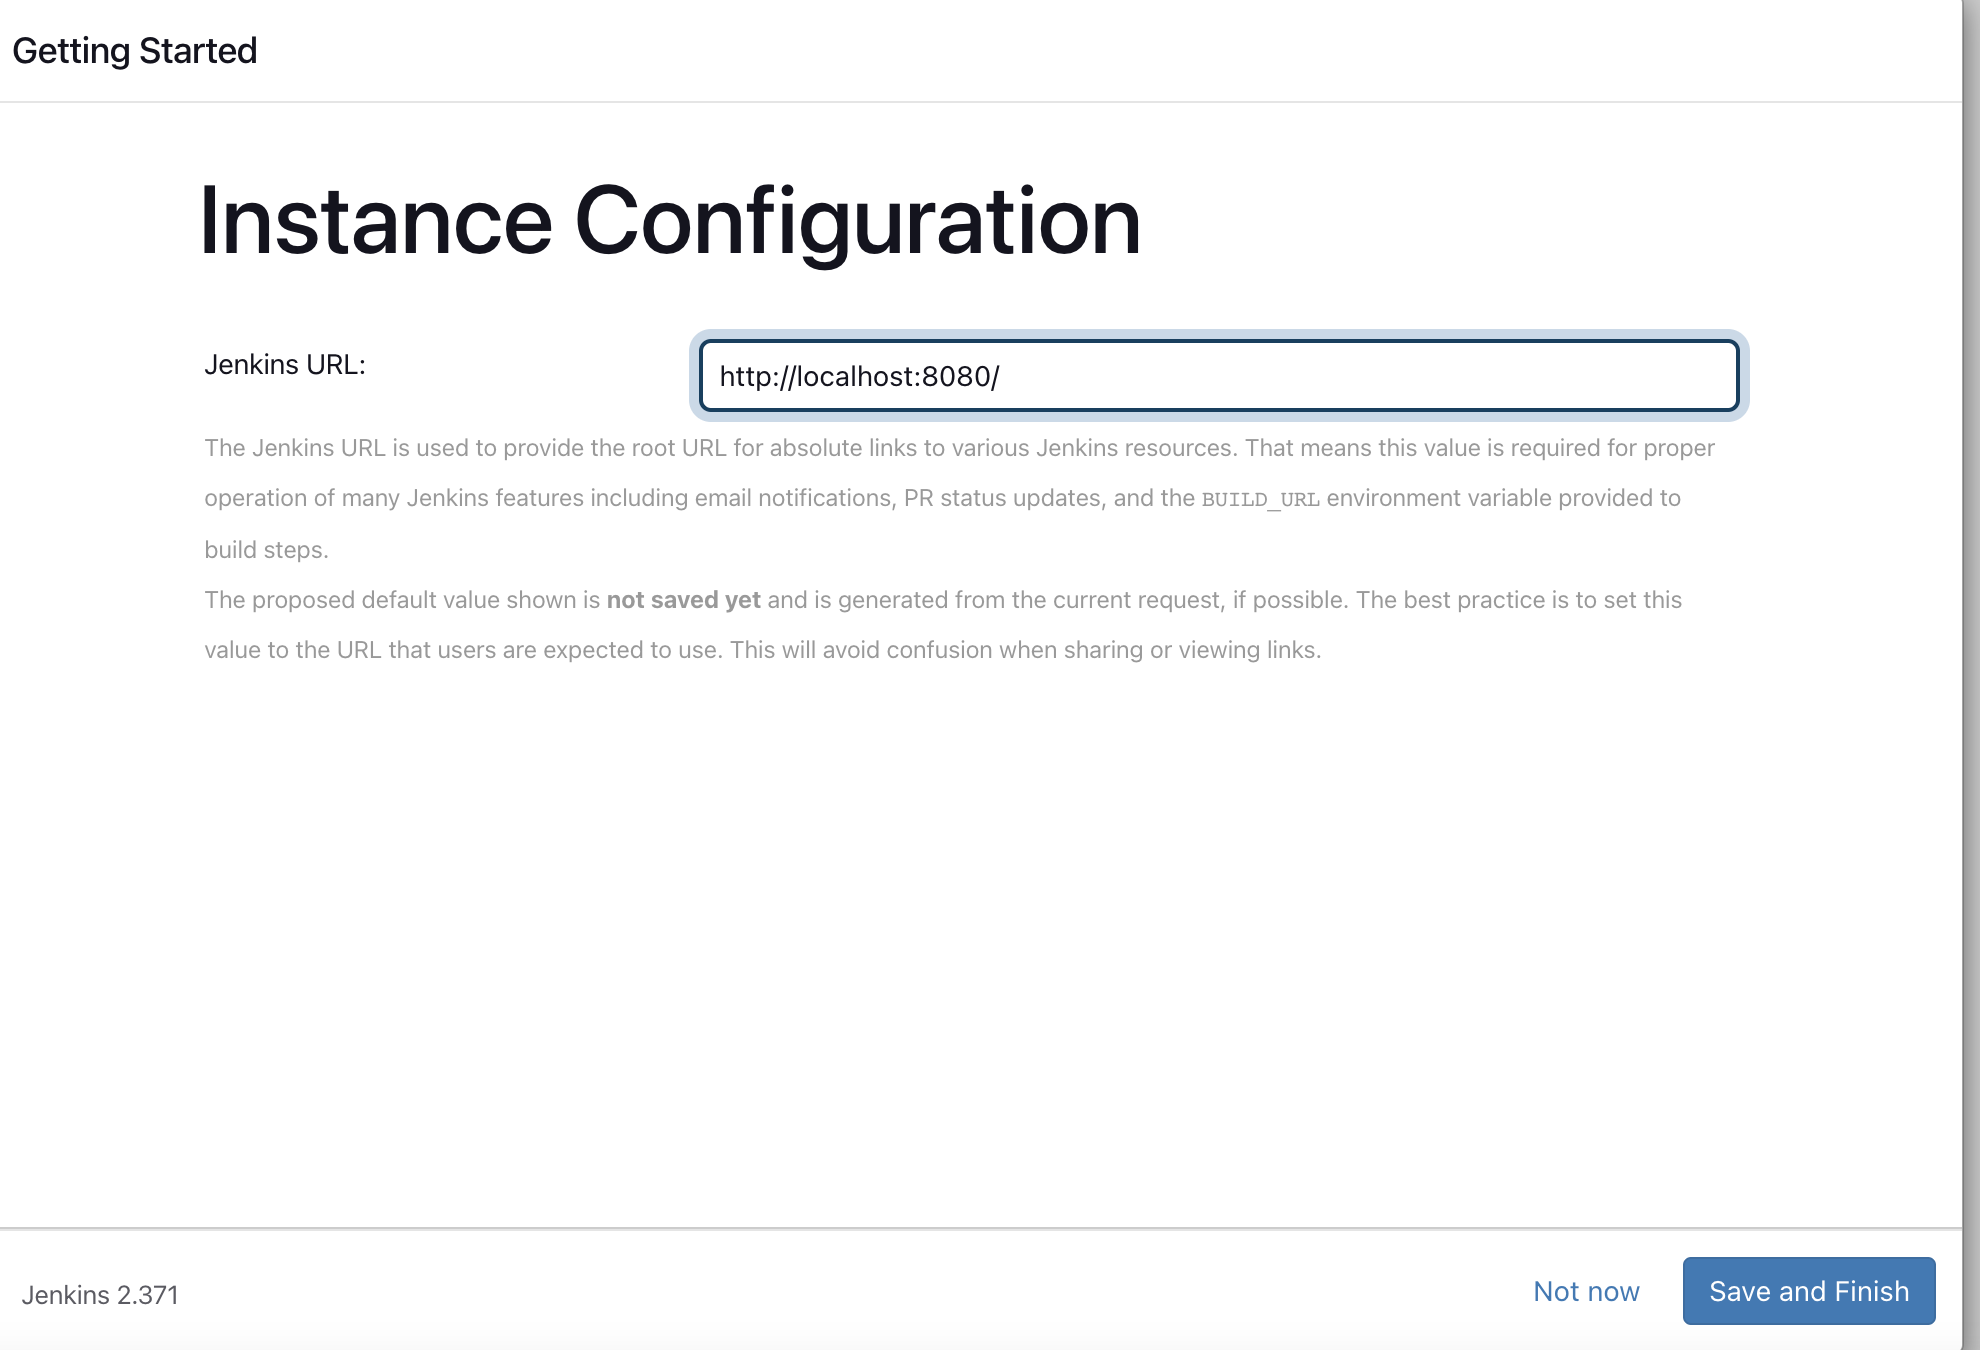 Getting Started
Instance Configuration
Jenkins URL:
http://localhost:8080/
The Jenkins URL is used to provide the root URL for absolute links to various Jenkins resources. That means this value is required for proper
operation of many Jenkins features including email notifications, PR status updates, and the BUILD_URL environment variable provided to
build steps.
The proposed default value shown is not saved yet and is generated from the current request, if possible. The best practice is to set this
value to the URL that users are expected to use. This will avoid confusion when sharing or viewing links.
Jenkins 2.371
Not now
Save and Finish